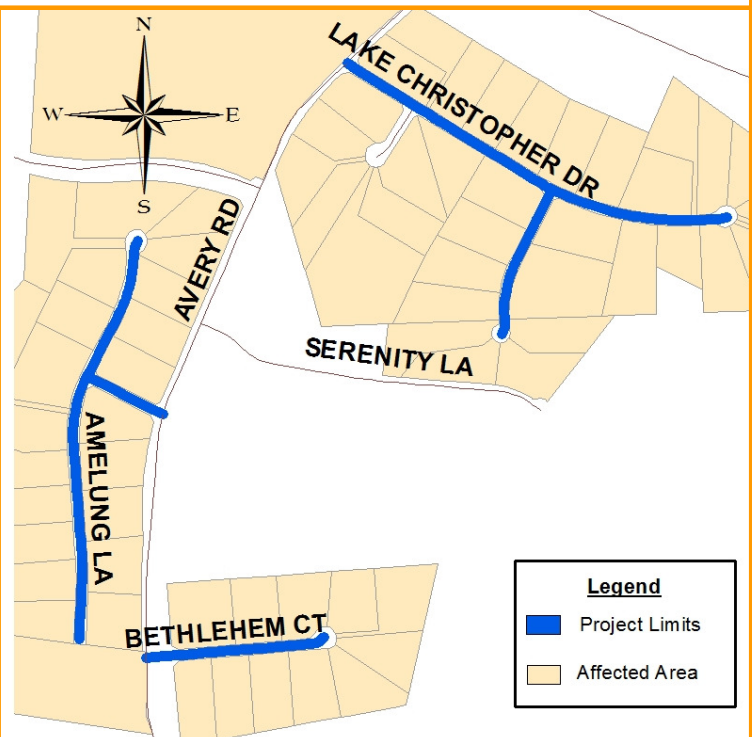 N
W
E
S
LAKE CHRISTOPHER DR
AVERY RD
SERENITY LA
AMELUNG LA
BETHLEHEM CT
Legend
Project Limits
Affected Area